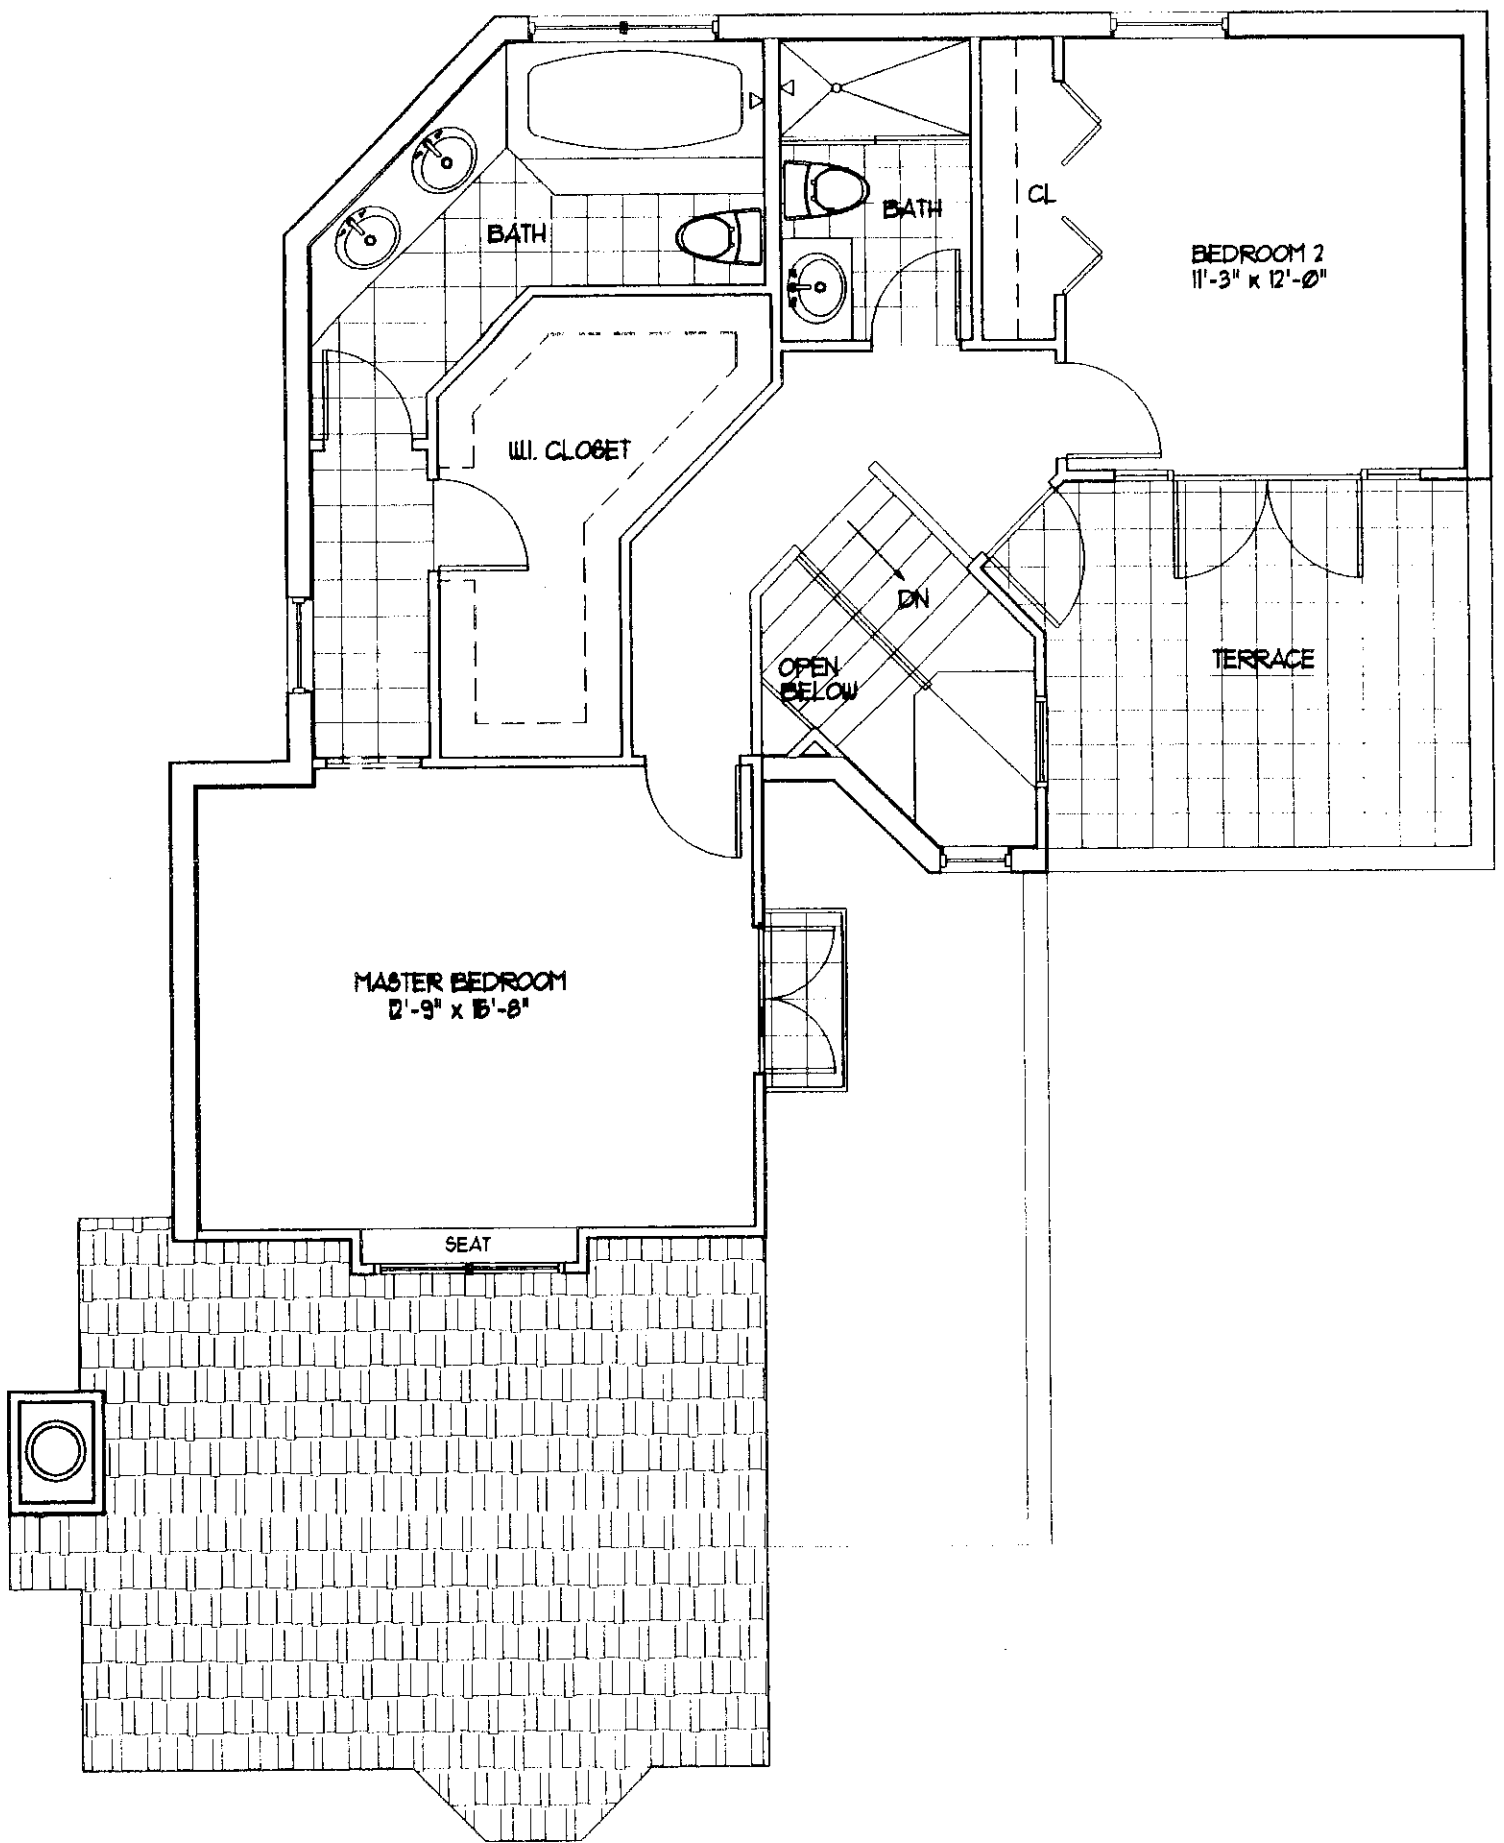 BATH
BATH
CL
BEDROOM 2
11'-3" x 12'-0"
W.I. CLOSET
DN
OPEN
BELOW
TERRACE
MASTER BEDROOM
12'-9" x 15'-8"
SEAT